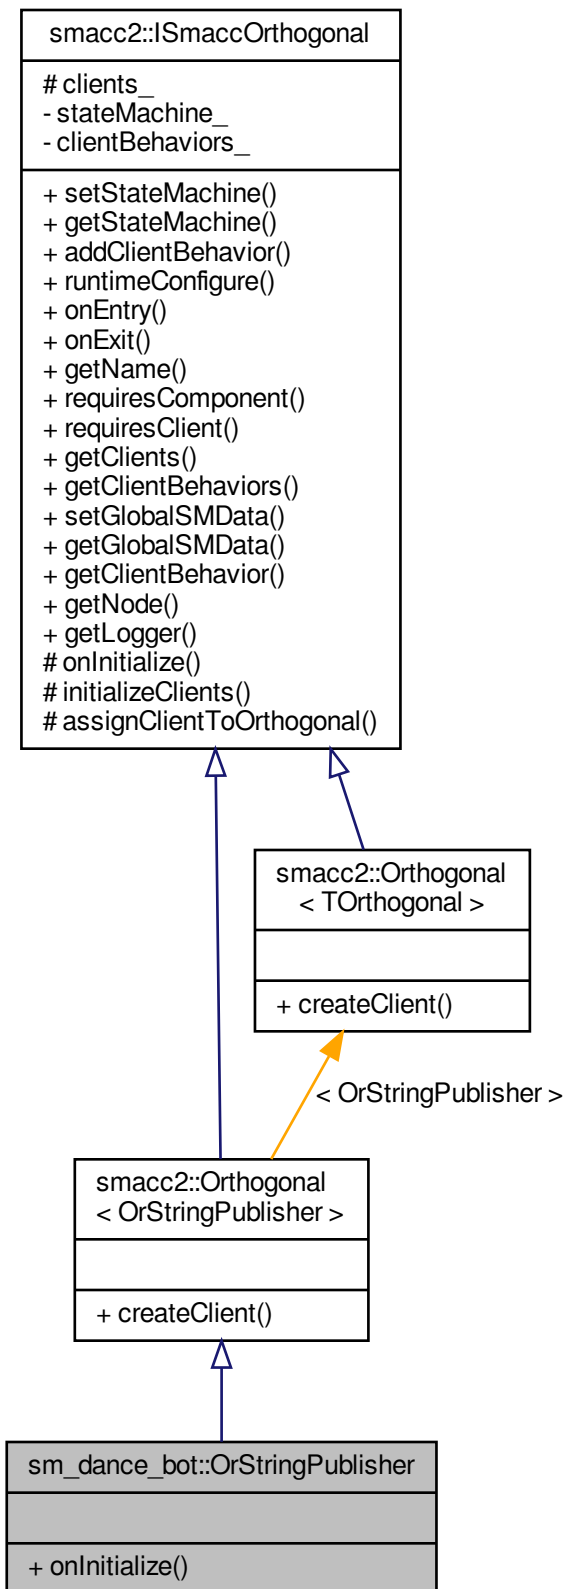 smacc2::ISmaccOrthogonal
# clients_
- stateMachine_
- clientBehaviors_
+ setStateMachine()
+ getStateMachine()
+ addClientBehavior()
+ runtimeConfigure()
+ onEntry()
+ onExit()
+ getName()
+ requiresComponent()
+ requiresClient()
+ getClients()
+ getClientBehaviors()
+ setGlobalSMData()
+ getGlobalSMData()
+ getClientBehavior()
+ getNode()
+ getLogger()
# onInitialize()
# initializeClients()
# assignClientToOrthogonal()
smacc2::Orthogonal
< TOrthogonal >
+ createClient()
< OrStringPublisher >
smacc2::Orthogonal
< OrStringPublisher >
+ createClient()
sm_dance_bot::OrStringPublisher
+ onInitialize()